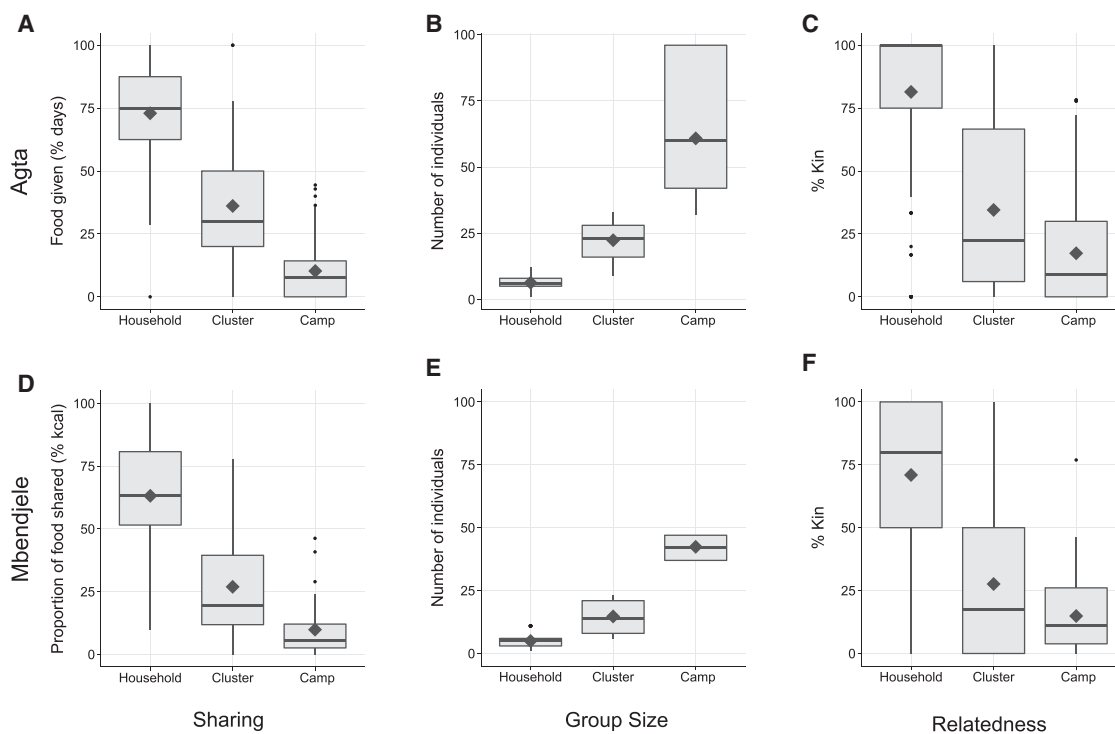 A
B
C
Agta
Food given (% days)
100
75
50
25
0
Household Cluster Camp
Number of individuals
100
75
50
25
0
Household Cluster Camp
% Kin
100
75
50
25
0
Household Cluster Camp
D
E
F
Mbendjele
Proportion of food shared (% kcal)
100
75
50
25
0
Household Cluster Camp
Number of individuals
100
75
50
25
0
Household Cluster Camp
% Kin
100
75
50
25
0
Household Cluster Camp
Sharing
Group Size
Relatedness